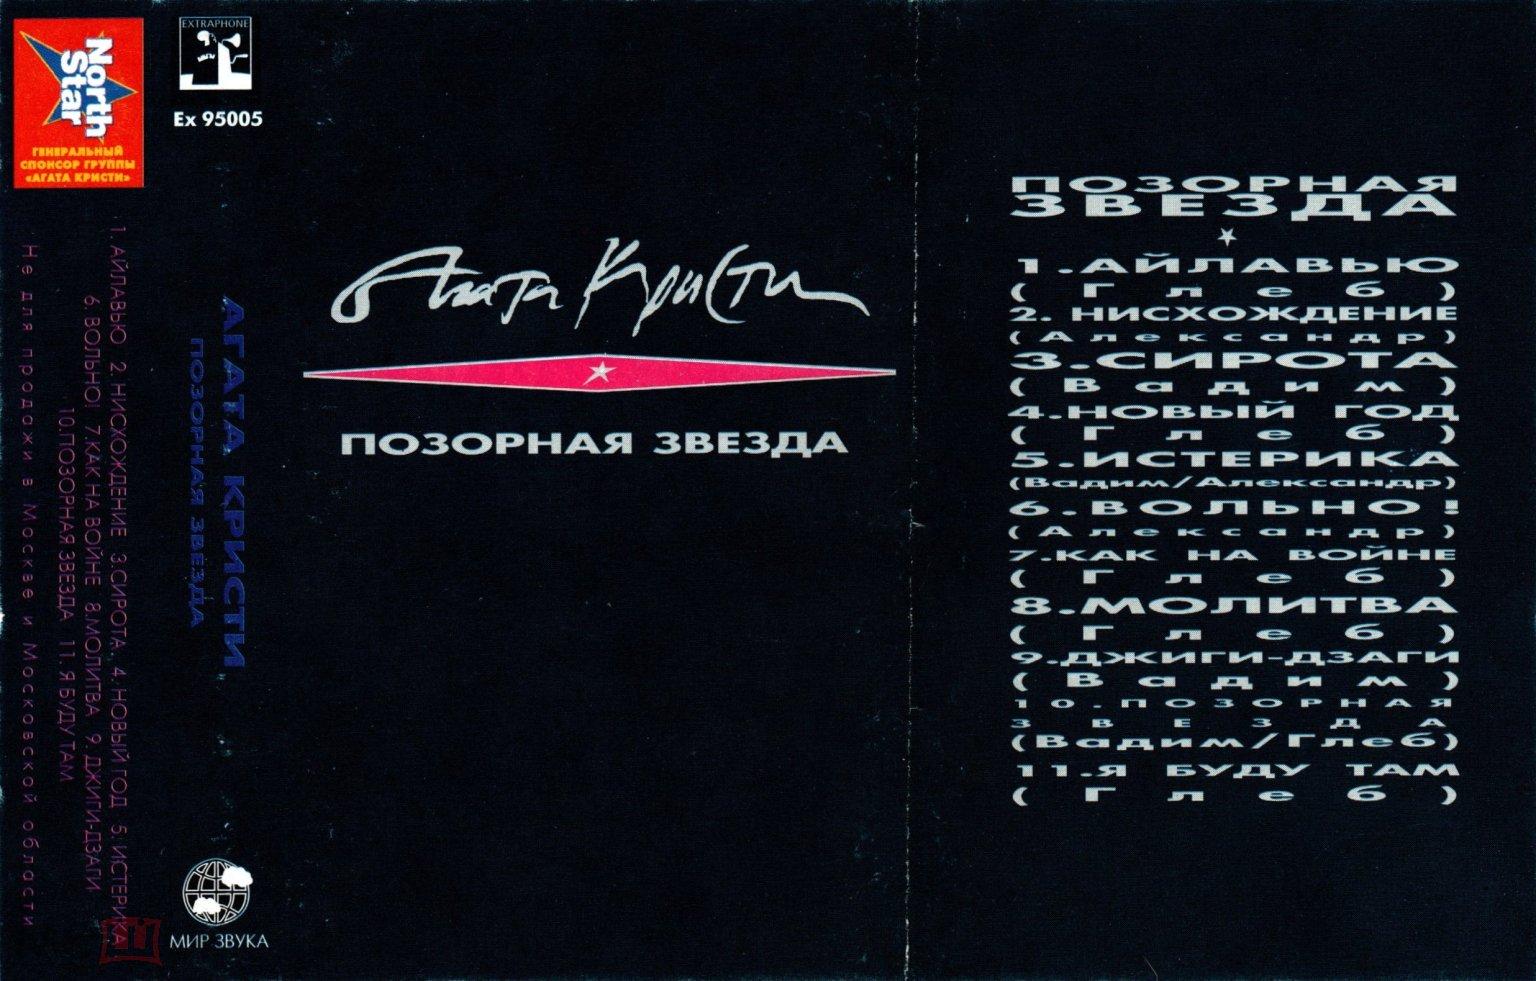 North
Star
ГЕНЕРАЛЬНЫЙ
СПОНСОР ГРУППЫ
«АГАТА КРИСТИ»
1. АЙЛАВЬЮ 2. НИСХОЖДЕНИЕ 3.СИРОТА. 4. НОВЫЙ ГОД 5. ИСТЕРИКА
6. ВОЛЬНО! 7.КАК НА ВОЙНЕ 8.МОЛИТВА 9. ДЖИГИ-ДЗАГИ
10.ПОЗОРНАЯ ЗВЕЗДА 11. Я БУДУ ТАМ
Не для продажи в Москве и Московской области
EXTRAPHONE
Ex 95005
АГАТА КРИСТИ
ПОЗОРНАЯ ЗВЕЗДА
МИР ЗВУКА
Агата Кристи
ПОЗОРНАЯ ЗВЕЗДА
ПОЗОРНАЯ
ЗВЕЗДА
1.АЙЛАВЬЮ
(Глеб)
2. НИСХОЖДЕНИЕ
(Александр)
3.СИРОТА
(Вадим)
4.НОВЫЙ ГОД
(Глеб)
5.ИСТЕРИКА
(Вадим/Александр)
6.ВОЛЬНО!
(Александр)
7.КАК НА ВОЙНЕ
(Глеб)
8.МОЛИТВА
(Глеб)
9.ДЖИГИ-ДЗАГИ
(Вадим)
10.ПОЗОРНАЯ
ЗВЕЗДА
(Вадим/Глеб)
11.Я БУДУ ТАМ
(Глеб)